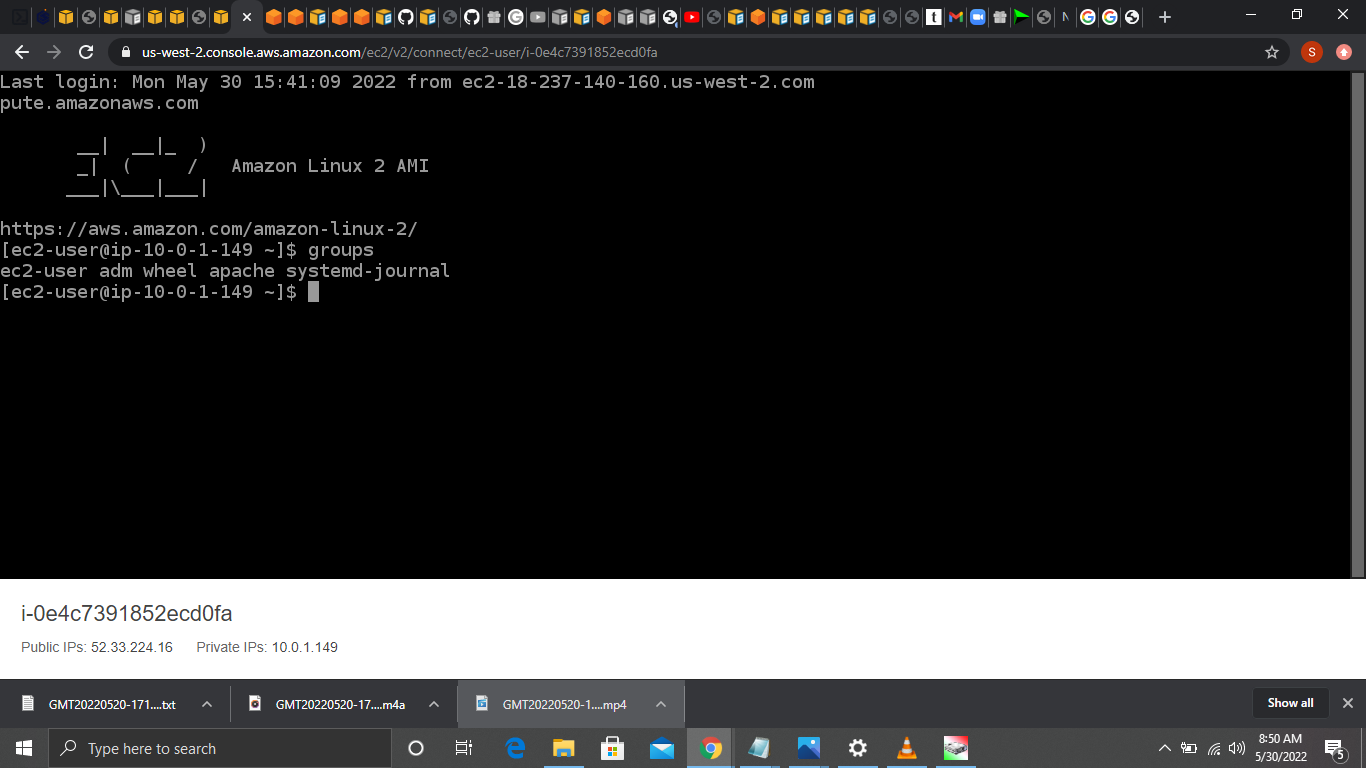 us-west-2.console.aws.amazon.com/ec2/v2/connect/ec2-user/i-0e4c7391852ecd0fa
S
Last login: Mon May 30 15:41:09 2022 from ec2-18-237-140-160.us-west-2.com
pute.amazonaws.com
__|  __|_  )
_|  (     /   Amazon Linux 2 AMI
___|\___|___|
https://aws.amazon.com/amazon-linux-2/
[ec2-user@ip-10-0-1-149 ~]$ groups
ec2-user adm wheel apache systemd-journal
[ec2-user@ip-10-0-1-149 ~]$
i-0e4c7391852ecd0fa
Public IPs: 52.33.224.16 Private IPs: 10.0.1.149
GMT20220520-171....txt GMT20220520-17....m4a GMT20220520-1....mp4 Show all
Type here to search
8:50 AM
5/30/2022
5